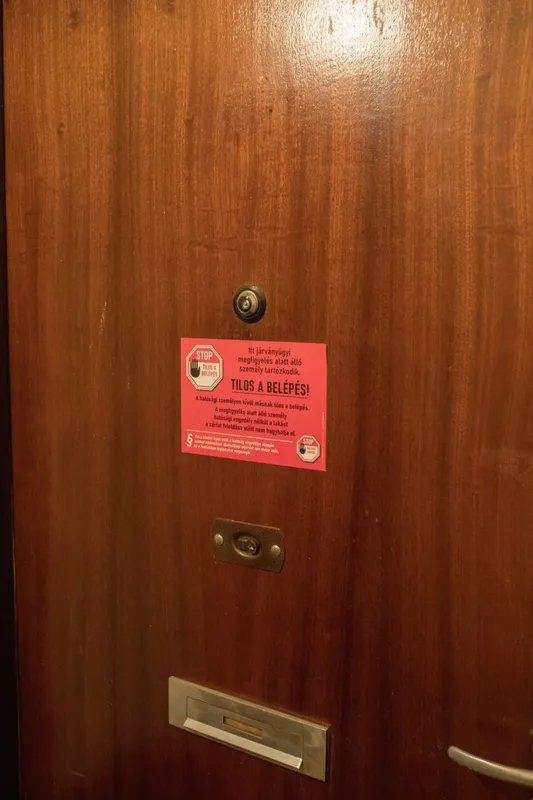 STOP
TILOS A
BELÉPÉS
Itt járványügyi
megfigyelés alatt álló
személy tartózkodik.
TILOS A BELÉPÉS!
A hatósági személyen kívül másnak tilos a belépés.
A megfigyelés alatt álló személy
hatósági engedély nélkül a lakást
a zárlat feloldása előtt nem hagyhatja el.
§
STOP